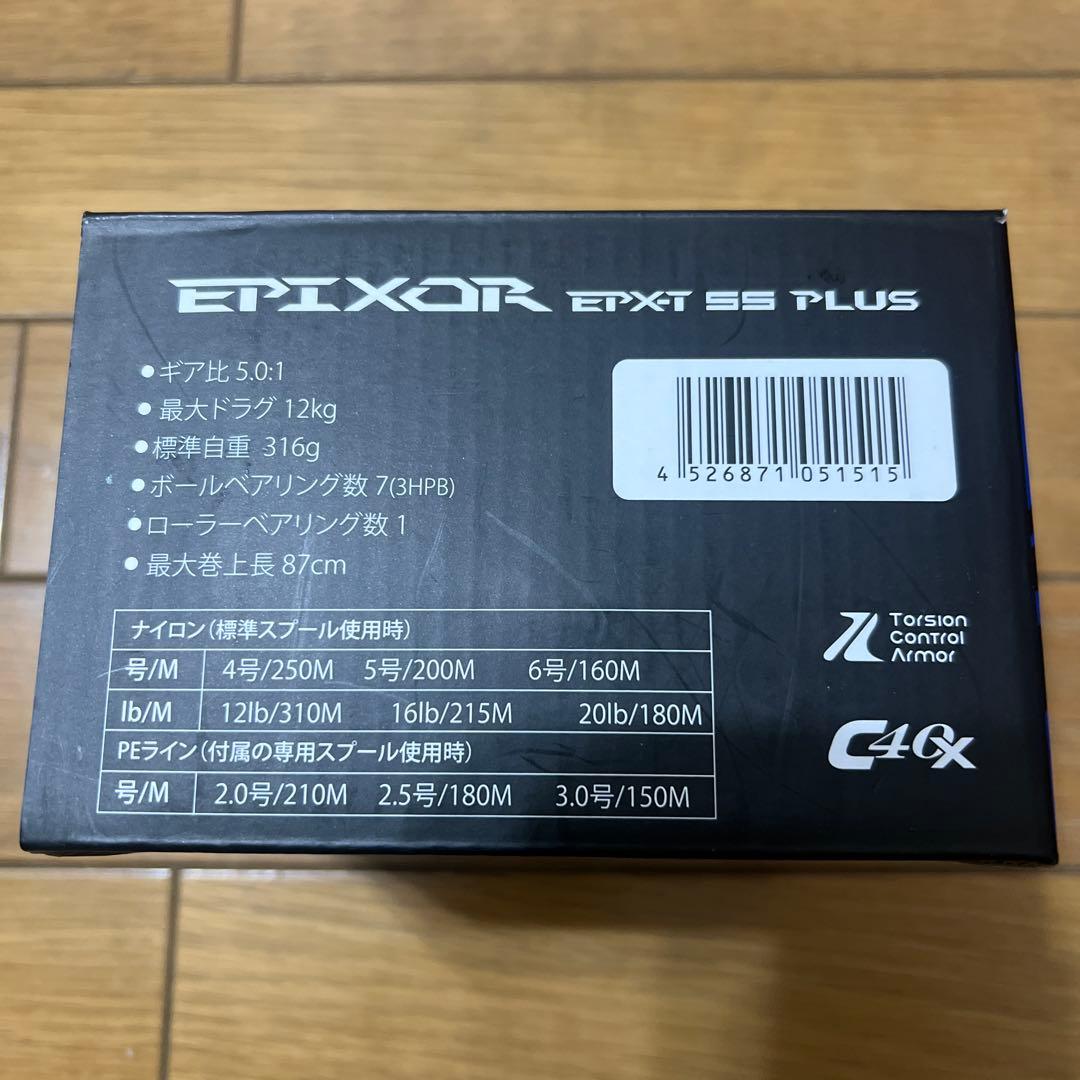 EPIXOR EPX-T 55 PLUS
●ギア比 5.0:1
●最大ドラグ 12kg
●標準自重 316g
●ボールベアリング数 7(3HPB)
●ローラーベアリング数 1
●最大巻上長 87cm
4 526871 051515
ナイロン(標準スプール使用時)
号/M 4号/250M 5号/200M 6号/160M
lb/M 12lb/310M 16lb/215M 20lb/180M
PEライン(付属の専用スプール使用時)
号/M 2.0号/210M 2.5号/180M 3.0号/150M
Torsion
Control
Armor
C40X